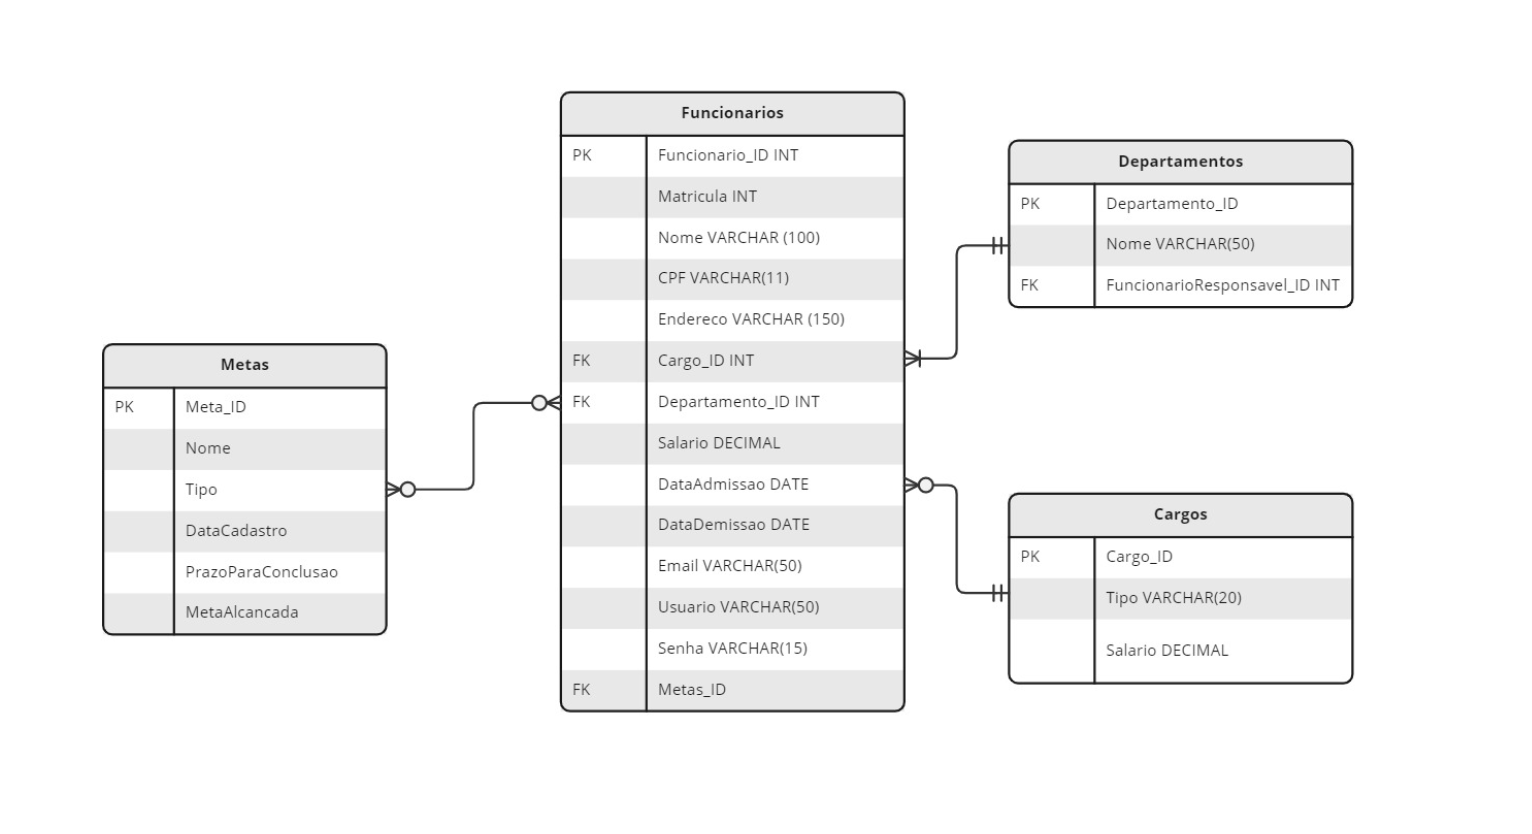 Funcionarios
PK Funcionario_ID INT
Matricula INT
Nome VARCHAR (100)
CPF VARCHAR(11)
Endereco VARCHAR (150)
FK Cargo_ID INT
FK Departamento_ID INT
Salario DECIMAL
DataAdmissao DATE
DataDemissao DATE
Email VARCHAR(50)
Usuario VARCHAR(50)
Senha VARCHAR(15)
FK Metas_ID
Departamentos
PK Departamento_ID
Nome VARCHAR(50)
FK FuncionarioResponsavel_ID INT
Metas
PK Meta_ID
Nome
Tipo
DataCadastro
PrazoParaConclusao
MetaAlcancada
Cargos
PK Cargo_ID
Tipo VARCHAR(20)
Salario DECIMAL